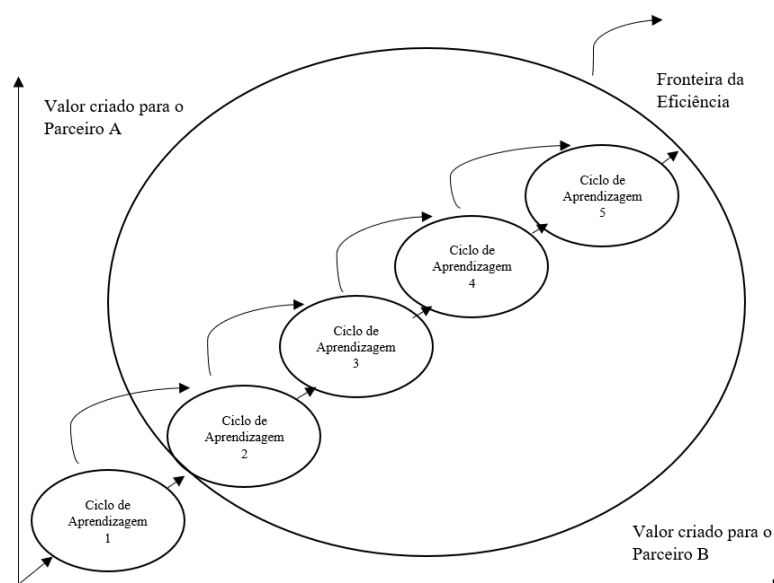 Valor criado para o
Parceiro A
Fronteira da
Eficiência
Ciclo de
Aprendizagem
5
Ciclo de
Aprendizagem
4
Ciclo de
Aprendizagem
3
Ciclo de
Aprendizagem
2
Ciclo de
Aprendizagem
1
Valor criado para o
Parceiro B